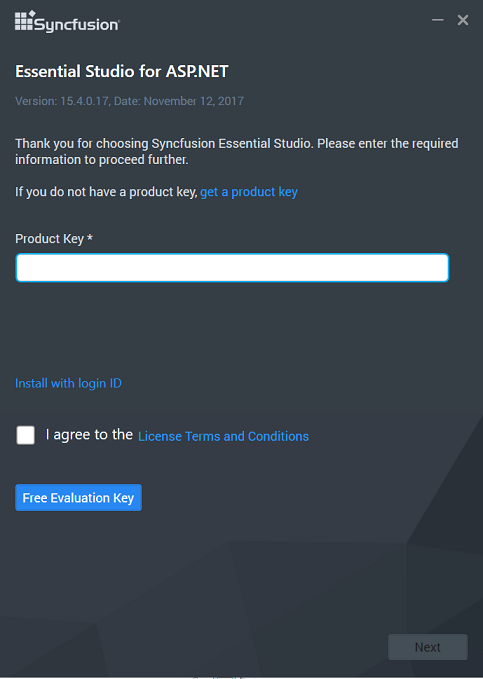 Syncfusion®
Essential Studio for ASP.NET
Version: 15.4.0.17, Date: November 12, 2017
Thank you for choosing Syncfusion Essential Studio. Please enter the required
information to proceed further.
If you do not have a product key, get a product key
Product Key *
Install with login ID
I agree to the License Terms and Conditions
Free Evaluation Key
Next